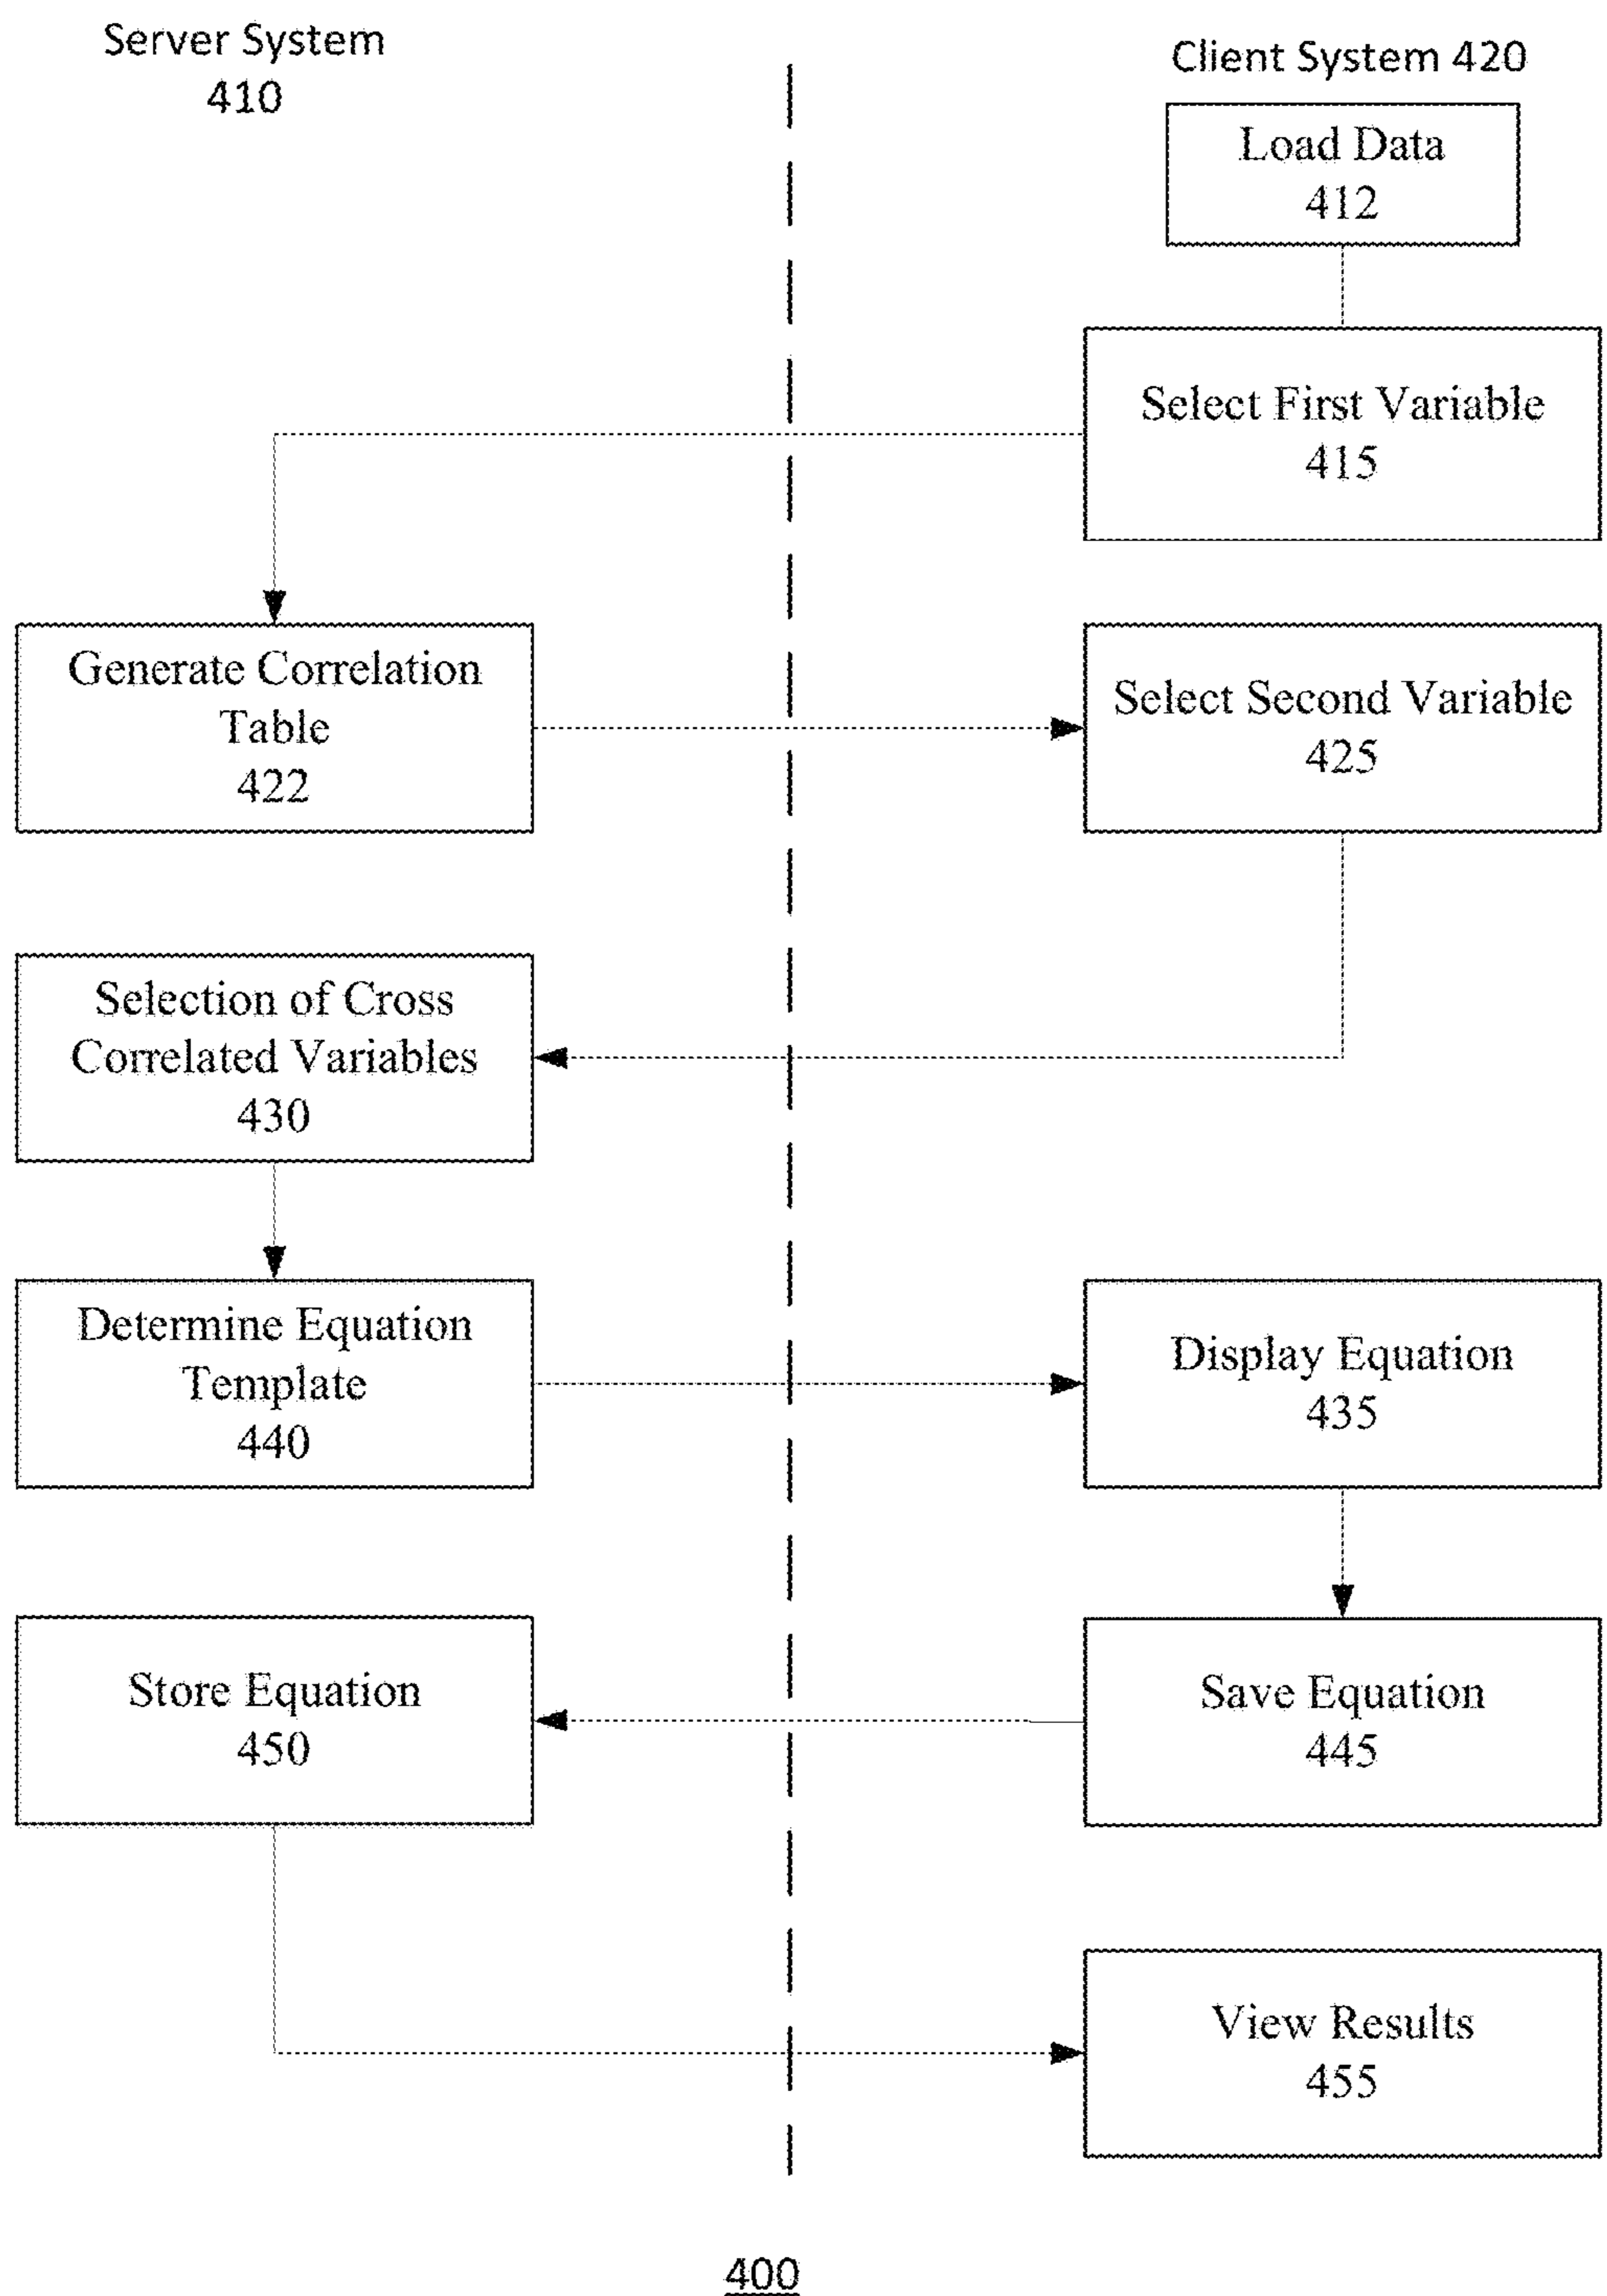 Server System
410
Client System 420
Load Data
412
Select First Variable
415
Generate Correlation
Table
422
Select Second Variable
425
Selection of Cross
Correlated Variables
430
Determine Equation
Template
440
Display Equation
435
Store Equation
450
Save Equation
445
View Results
455
400